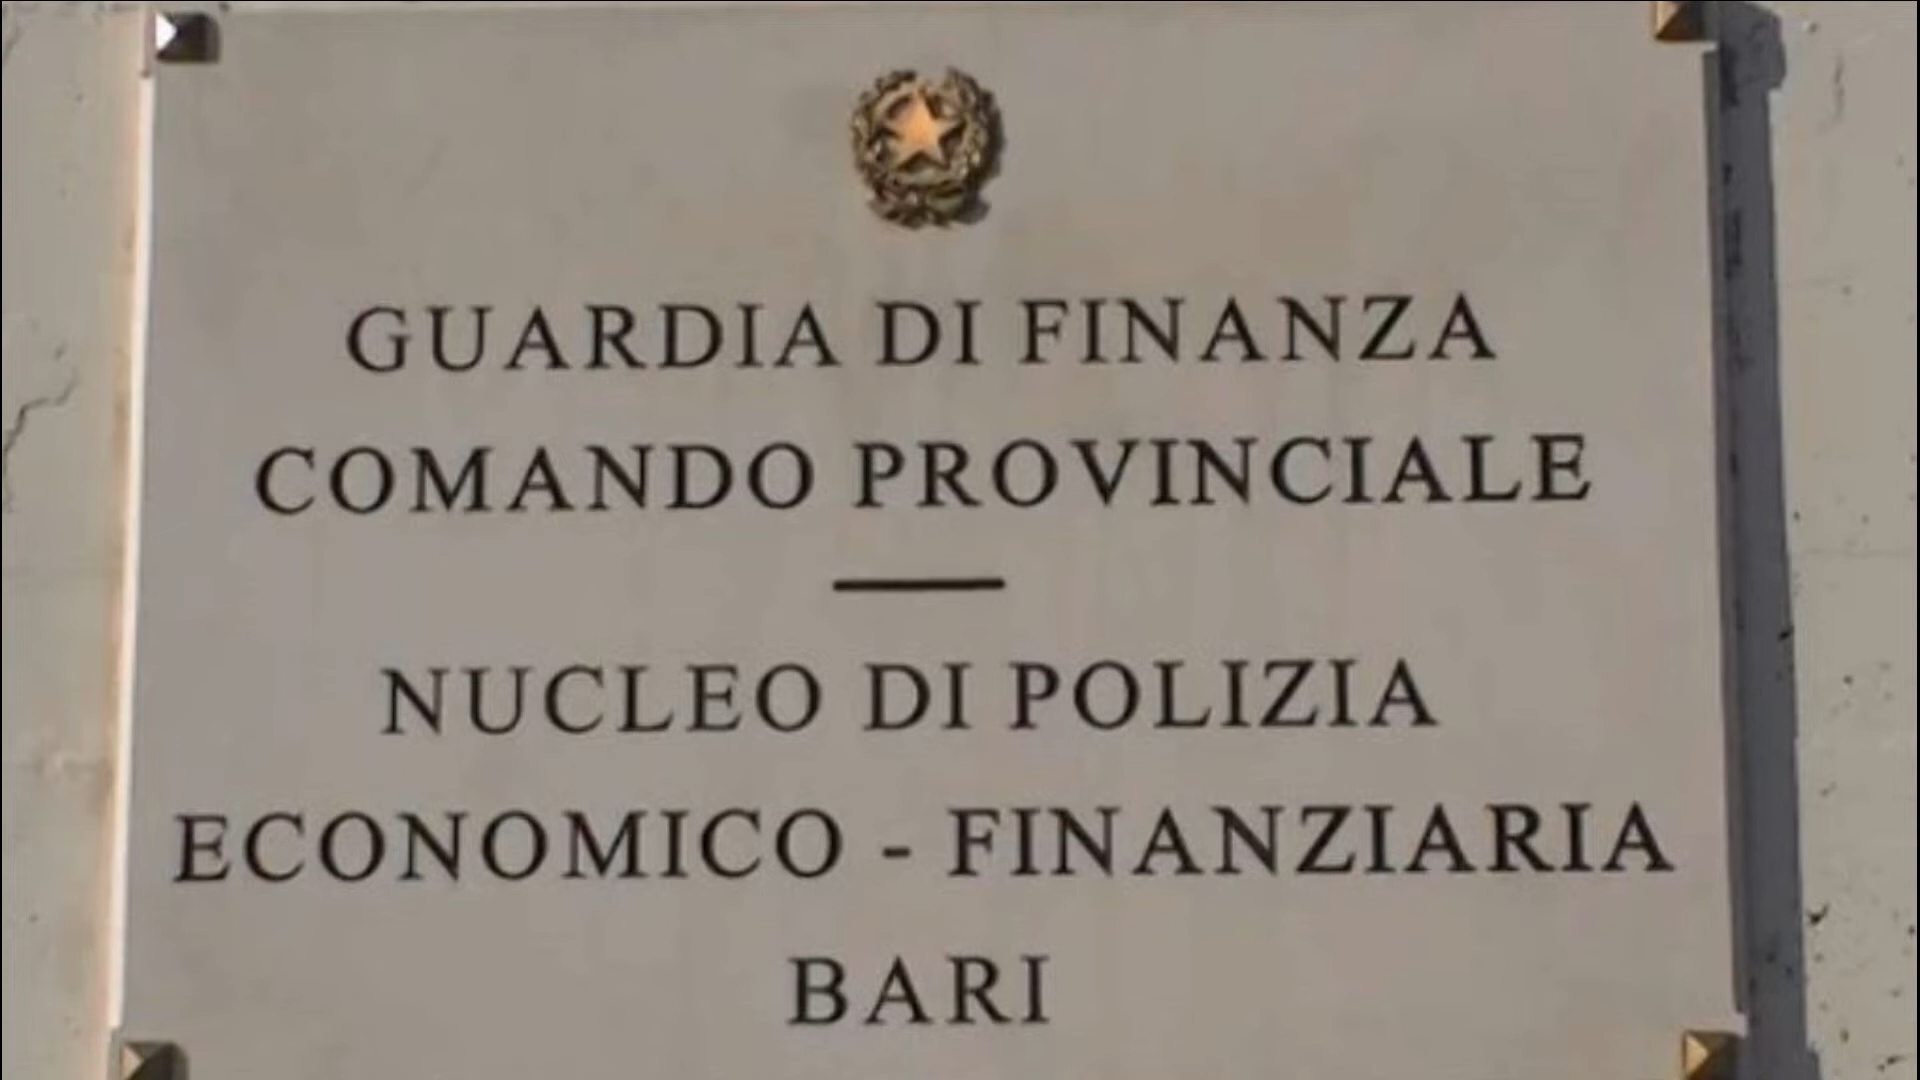 GUARDIA DI FINANZA
COMANDO PROVINCIALE
NUCLEO DI POLIZIA
ECONOMICO - FINANZIARIA
BARI